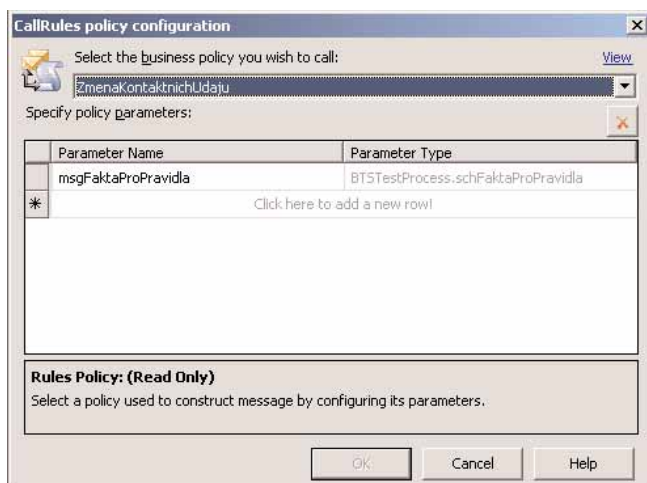 CallRules policy configuration
Select the business policy you wish to call:
View
ZmenaKontaktnichUdaju
Specify policy parameters:
Parameter Name
Parameter Type
msgFaktaProPravidla
BTSTestProcess.schFaktaProPravidla
Click here to add a new row!
Rules Policy: (Read Only)
Select a policy used to construct message by configuring its parameters.
OK
Cancel
Help